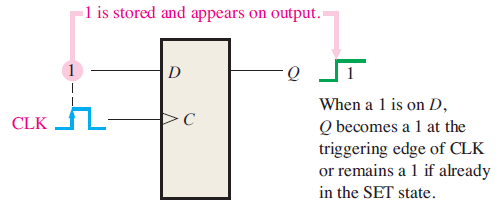 1 is stored and appears on output.
1
D
Q
1
CLK
C
When a 1 is on D,
Q becomes a 1 at the
triggering edge of CLK
or remains a 1 if already
in the SET state.